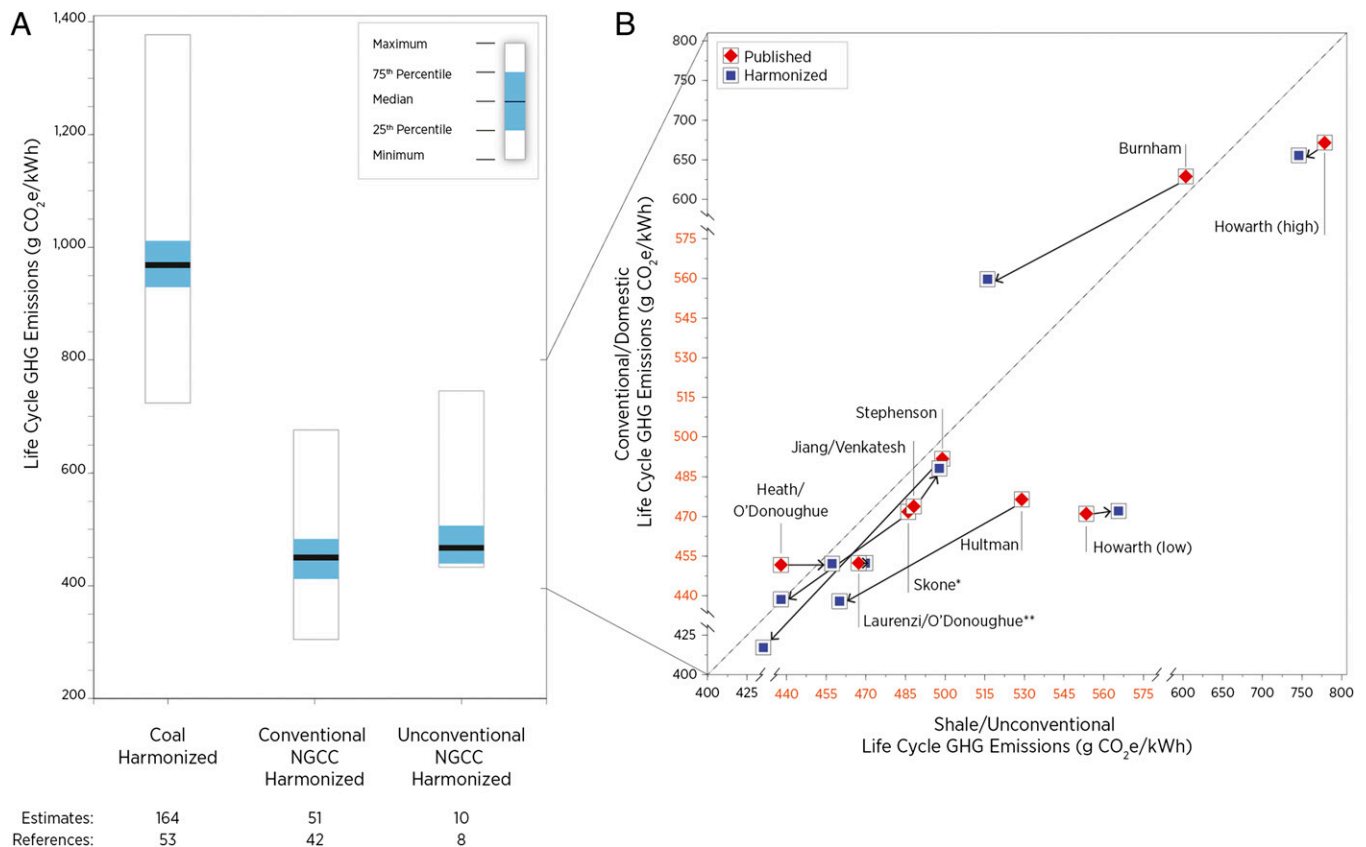 A
Life Cycle GHG Emissions (g CO2e/kWh)
1,400
1,200
1,000
800
600
400
200
Maximum
75th Percentile
Median
25th Percentile
Minimum
Coal
Harmonized
Conventional
NGCC
Harmonized
Unconventional
NGCC
Harmonized
Estimates: 164 51 10
References: 53 42 8
B
Conventional/Domestic
Life Cycle GHG Emissions (g CO2e/kWh)
800
750
700
650
600
575
560
545
530
515
500
485
470
455
440
425
400
Published
Harmonized
Burnham
Howarth (high)
Stephenson
Jiang/Venkatesh
Heath/
O'Donoughue
Hultman
Howarth (low)
Skone*
Laurenzi/O'Donoughue**
400 425 440 455 470 485 500 515 530 545 560 575 600 650 700 750 800
Shale/Unconventional
Life Cycle GHG Emissions (g CO2e/kWh)